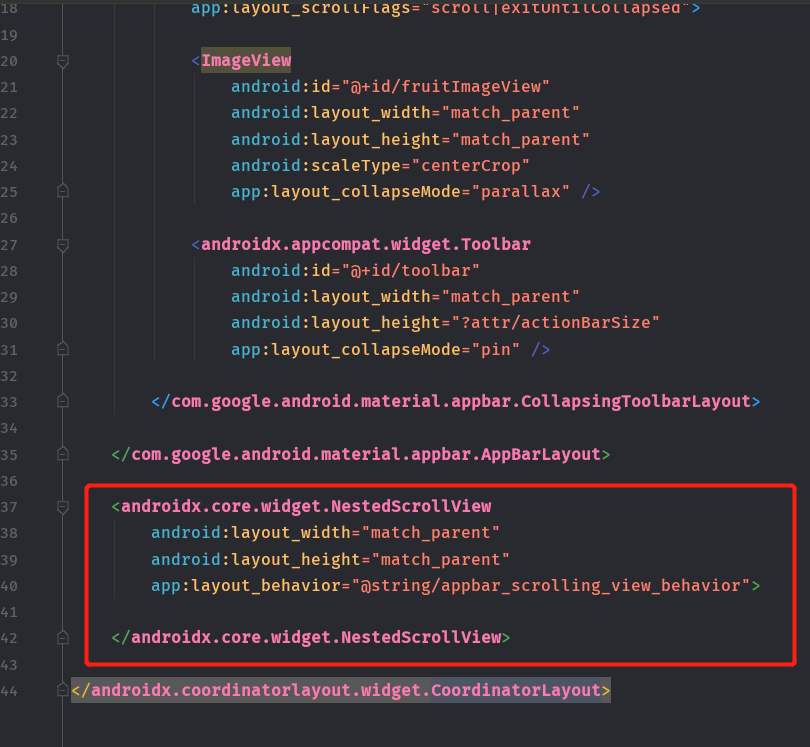 18 app:layout_scrollFlags="scroll|exitUntilCollapsed">
19
20 <ImageView
21 android:id="@+id/fruitImageView"
22 android:layout_width="match_parent"
23 android:layout_height="match_parent"
24 android:scaleType="centerCrop"
25 app:layout_collapseMode="parallax" />
26
27 <androidx.appcompat.widget.Toolbar
28 android:id="@+id/toolbar"
29 android:layout_width="match_parent"
30 android:layout_height="?attr/actionBarSize"
31 app:layout_collapseMode="pin" />
32
33 </com.google.android.material.appbar.CollapsingToolbarLayout>
34
35 </com.google.android.material.appbar.AppBarLayout>
36
37 <androidx.core.widget.NestedScrollView
38 android:layout_width="match_parent"
39 android:layout_height="match_parent"
40 app:layout_behavior="@string/appbar_scrolling_view_behavior">
41
42 </androidx.core.widget.NestedScrollView>
43
44 </androidx.coordinatorlayout.widget.CoordinatorLayout>